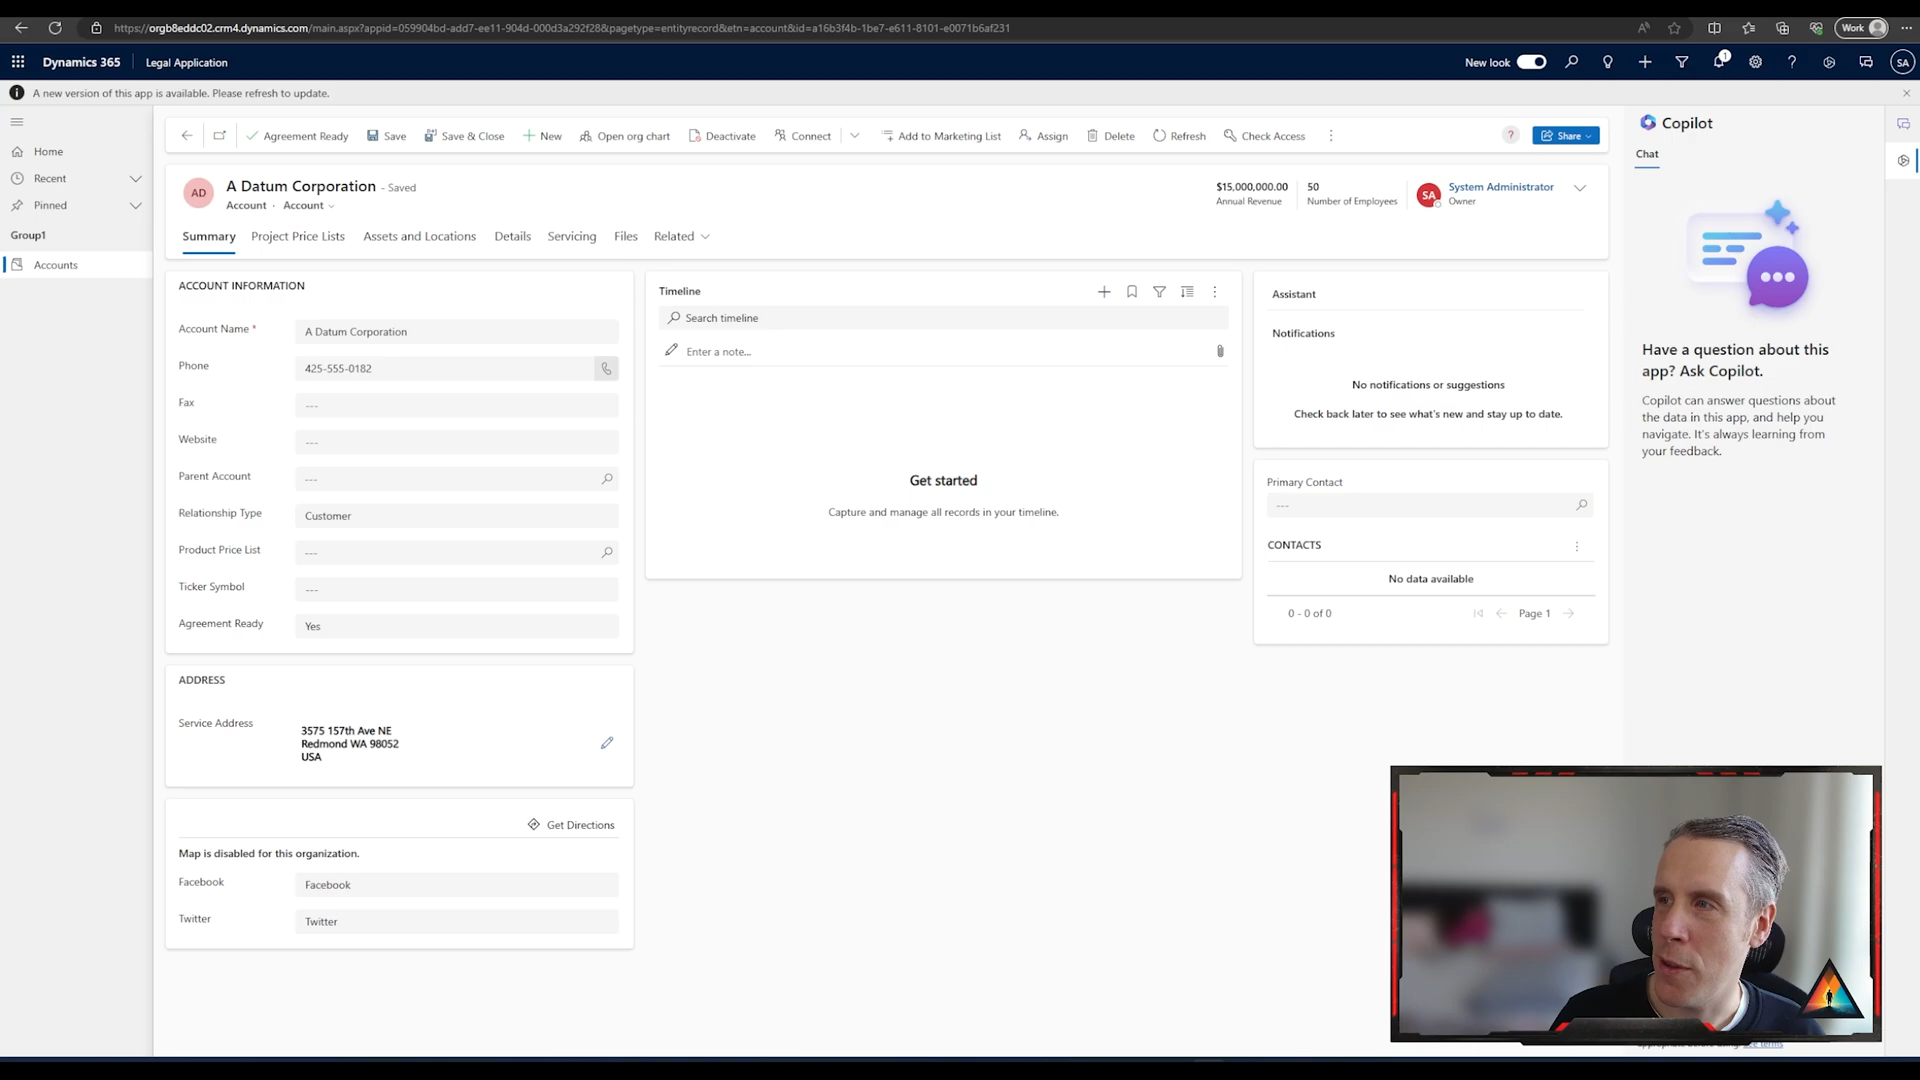 https://orgb8eddc02.crm4.dynamics.com/main.aspx?appid=059904bd-add7-ee11-904d-000d3a292f28&pagetype=entityrecord&etn=account&id=a16b3f4b-1be7-e611-8101-e0071b6af231
Work
Dynamics 365
Legal Application
New look
1
SA
A new version of this app is available. Please refresh to update.
Home
Recent
Pinned
Group1
Accounts
Agreement Ready
Save
Save & Close
New
Open org chart
Deactivate
Connect
Add to Marketing List
Assign
Delete
Refresh
Check Access
?
Share
AD
A Datum Corporation - Saved
Account · Account
$15,000,000.00
Annual Revenue
50
Number of Employees
SA
System Administrator
Owner
Summary
Project Price Lists
Assets and Locations
Details
Servicing
Files
Related
ACCOUNT INFORMATION
Account Name *
A Datum Corporation
Phone
425-555-0182
Fax
---
Website
---
Parent Account
---
Relationship Type
Customer
Product Price List
---
Ticker Symbol
---
Agreement Ready
Yes
ADDRESS
Service Address
3575 157th Ave NE
Redmond WA 98052
USA
Get Directions
Map is disabled for this organization.
Facebook
Facebook
Twitter
Twitter
Timeline
Search timeline
Enter a note...
Get started
Capture and manage all records in your timeline.
Assistant
Notifications
No notifications or suggestions
Check back later to see what's new and stay up to date.
Primary Contact
---
CONTACTS
No data available
0 - 0 of 0
Page 1
Copilot
Chat
Have a question about this
app? Ask Copilot.
Copilot can answer questions about
the data in this app, and help you
navigate. It's always learning from
your feedback.